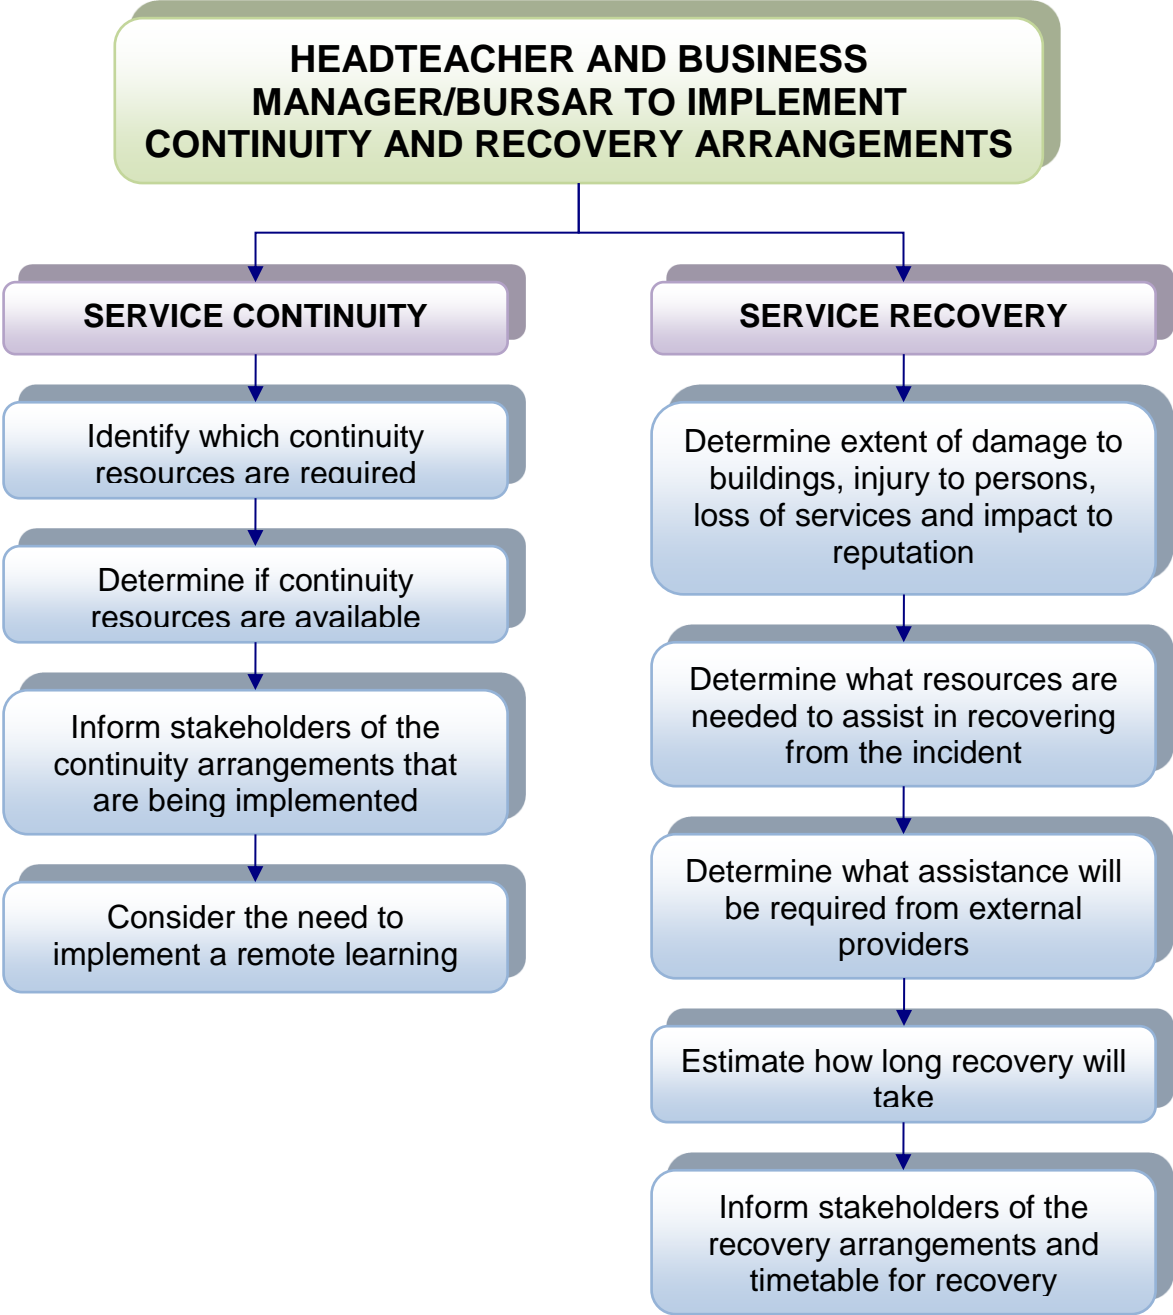 HEADTEACHER AND BUSINESS
MANAGER/BURSAR TO IMPLEMENT
CONTINUITY AND RECOVERY ARRANGEMENTS
SERVICE CONTINUITY
Identify which continuity
resources are required
Determine if continuity
resources are available
Inform stakeholders of the
continuity arrangements that
are being implemented
Consider the need to
implement a remote learning
SERVICE RECOVERY
Determine extent of damage to
buildings, injury to persons,
loss of services and impact to
reputation
Determine what resources are
needed to assist in recovering
from the incident
Determine what assistance will
be required from external
providers
Estimate how long recovery will
take
Inform stakeholders of the
recovery arrangements and
timetable for recovery